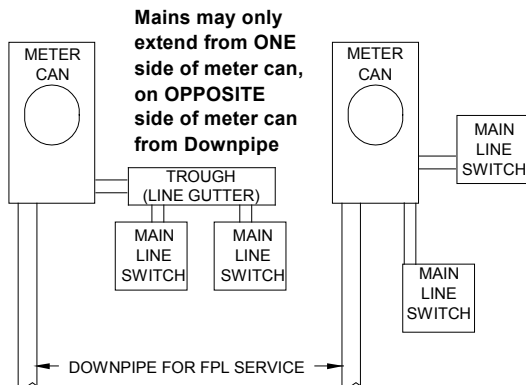 Mains may only
extend from ONE
side of meter can,
on OPPOSITE
side of meter can
from Downpipe
METER
CAN
TROUGH
(LINE GUTTER)
MAIN
LINE
SWITCH
MAIN
LINE
SWITCH
METER
CAN
MAIN
LINE
SWITCH
MAIN
LINE
SWITCH
DOWNPIPE FOR FPL SERVICE